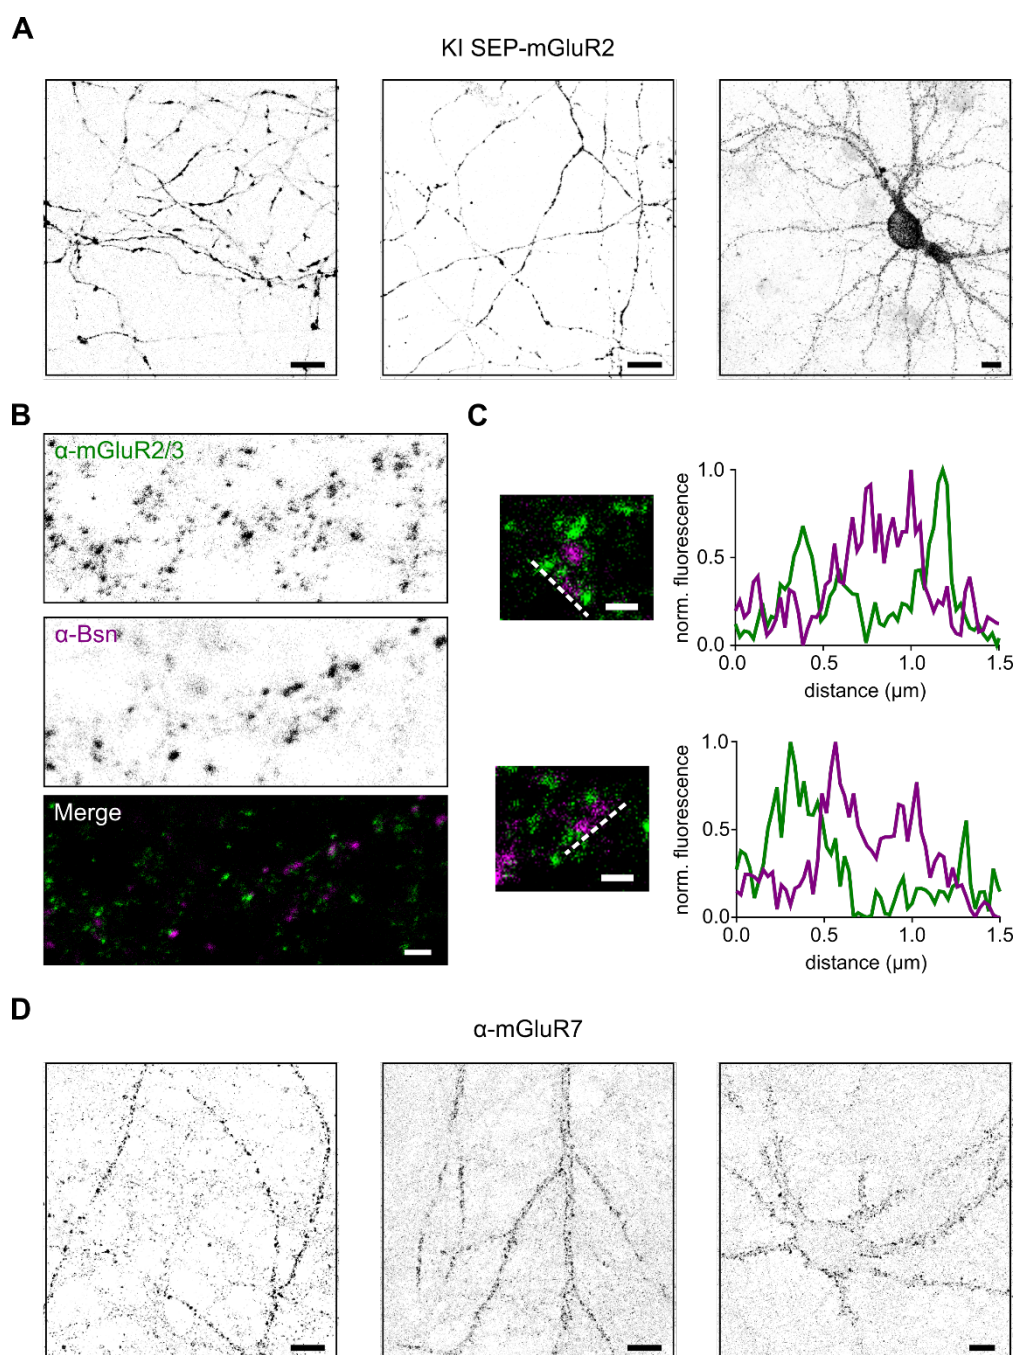 A
KI SEP-mGluR2
B
α-mGluR2/3
α-Bsn
Merge
C
norm. fluorescence
1.0
0.5
0.0
0.0 0.5 1.0 1.5
distance (µm)
norm. fluorescence
1.0
0.5
0.0
0.0 0.5 1.0 1.5
distance (µm)
D
α-mGluR7